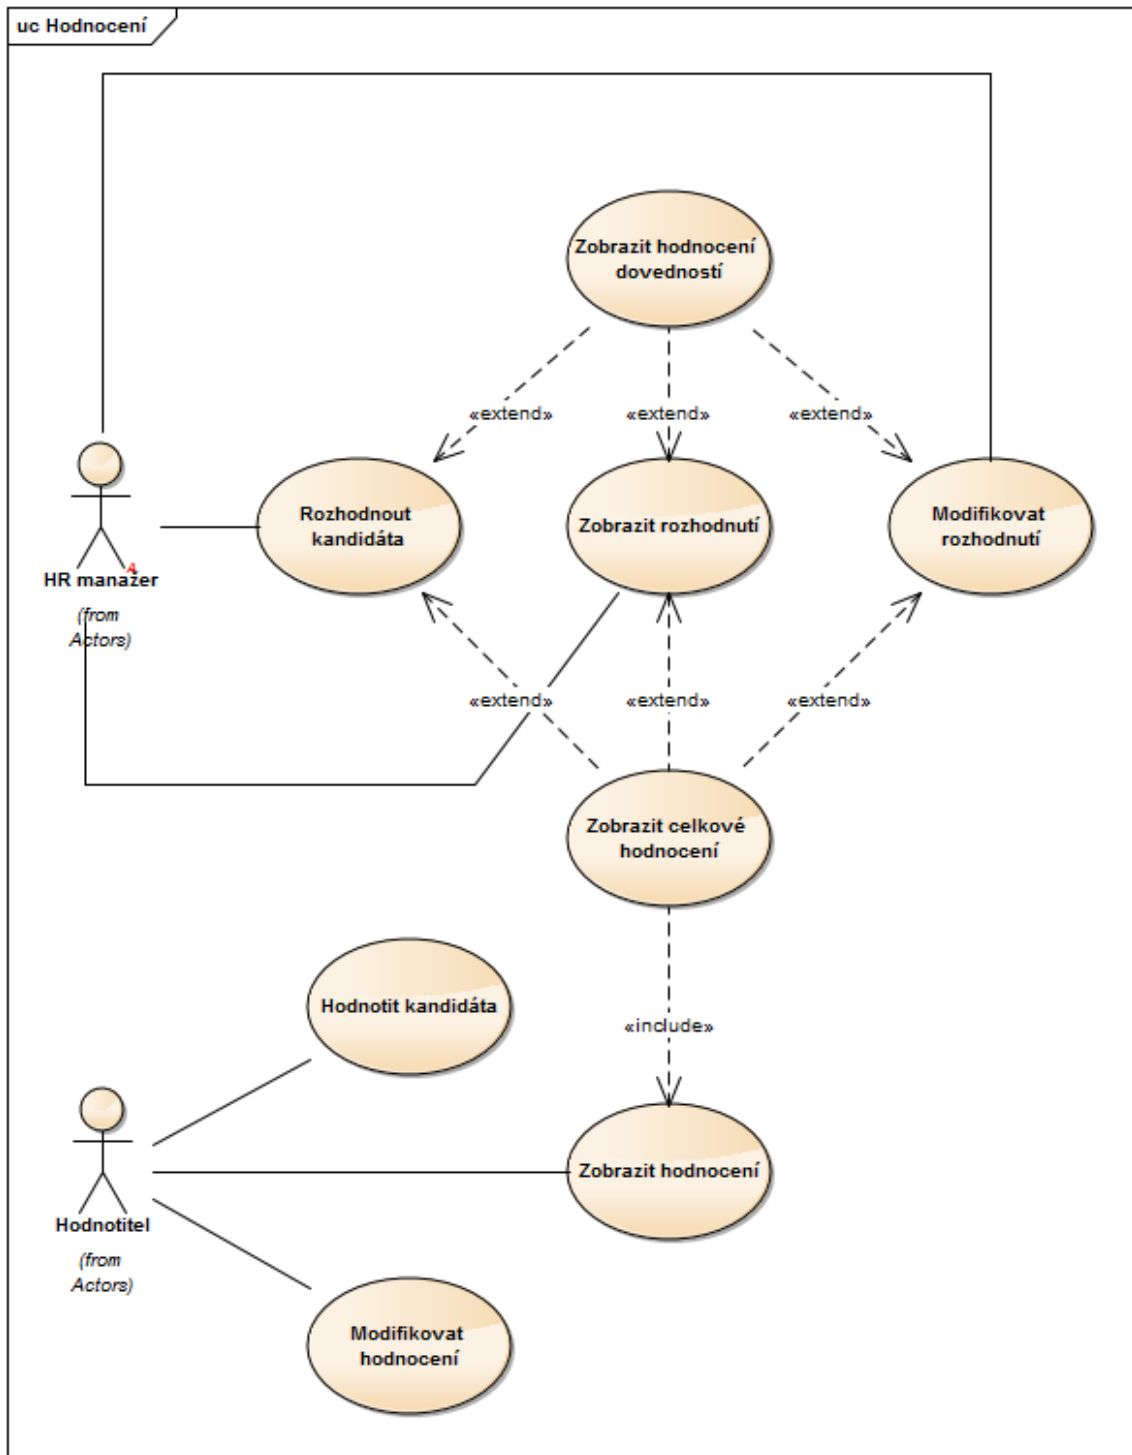 uc Hodnocení
Zobrazit hodnocení
dovedností
«extend»
«extend»
«extend»
Rozhodnout
kandidáta
Zobrazit rozhodnutí
Modifikovat
rozhodnutí
4
HR manažer
(from
Actors)
«extend»
«extend»
«extend»
Zobrazit celkové
hodnocení
Hodnotit kandidáta
«include»
Zobrazit hodnocení
Hodnotitel
(from
Actors)
Modifikovat
hodnocení